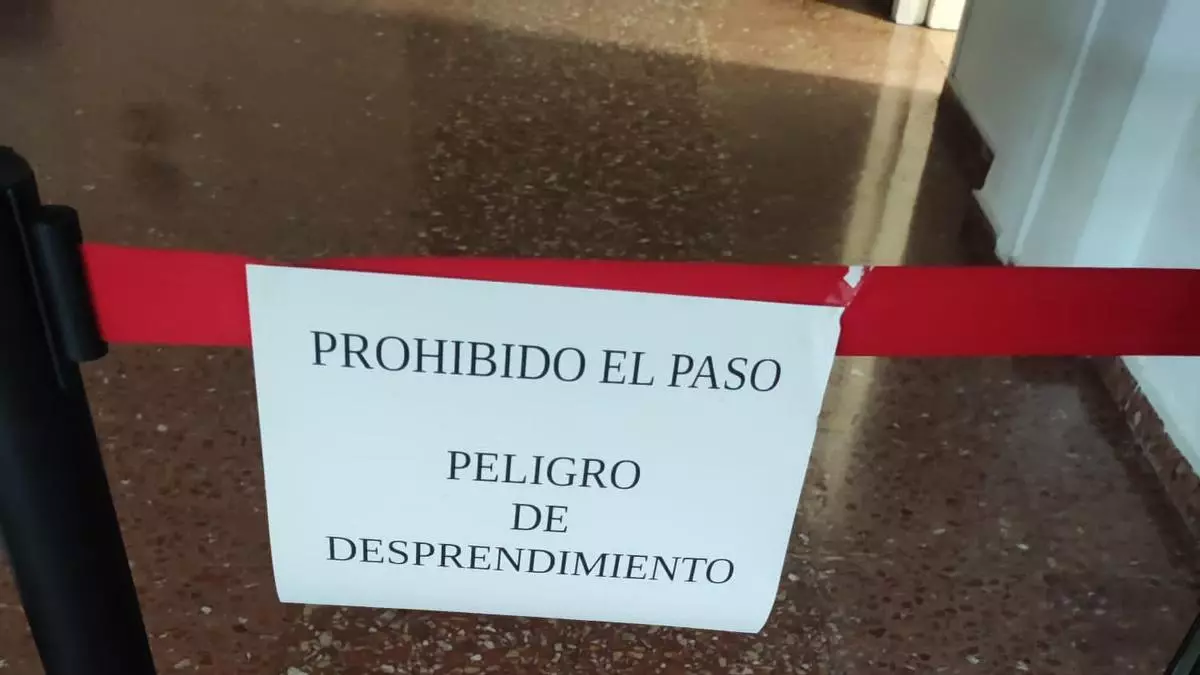 PROHIBIDO EL PASO
PELIGRO
DE
DESPRENDIMIENTO